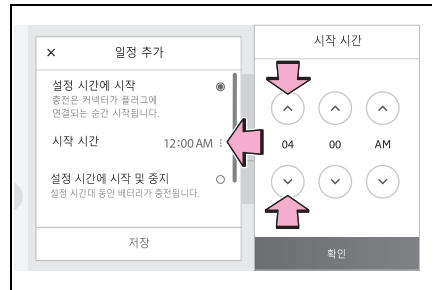 × 일정 추가
설정 시간에 시작
충전은 커넥터가 플러그에
연결되는 순간 시작됩니다.
시작 시간 12:00 AM
설정 시간에 시작 및 중지
설정 시간대 동안 배터리가 충전됩니다.
저장
시작 시간
04 00 AM
확인